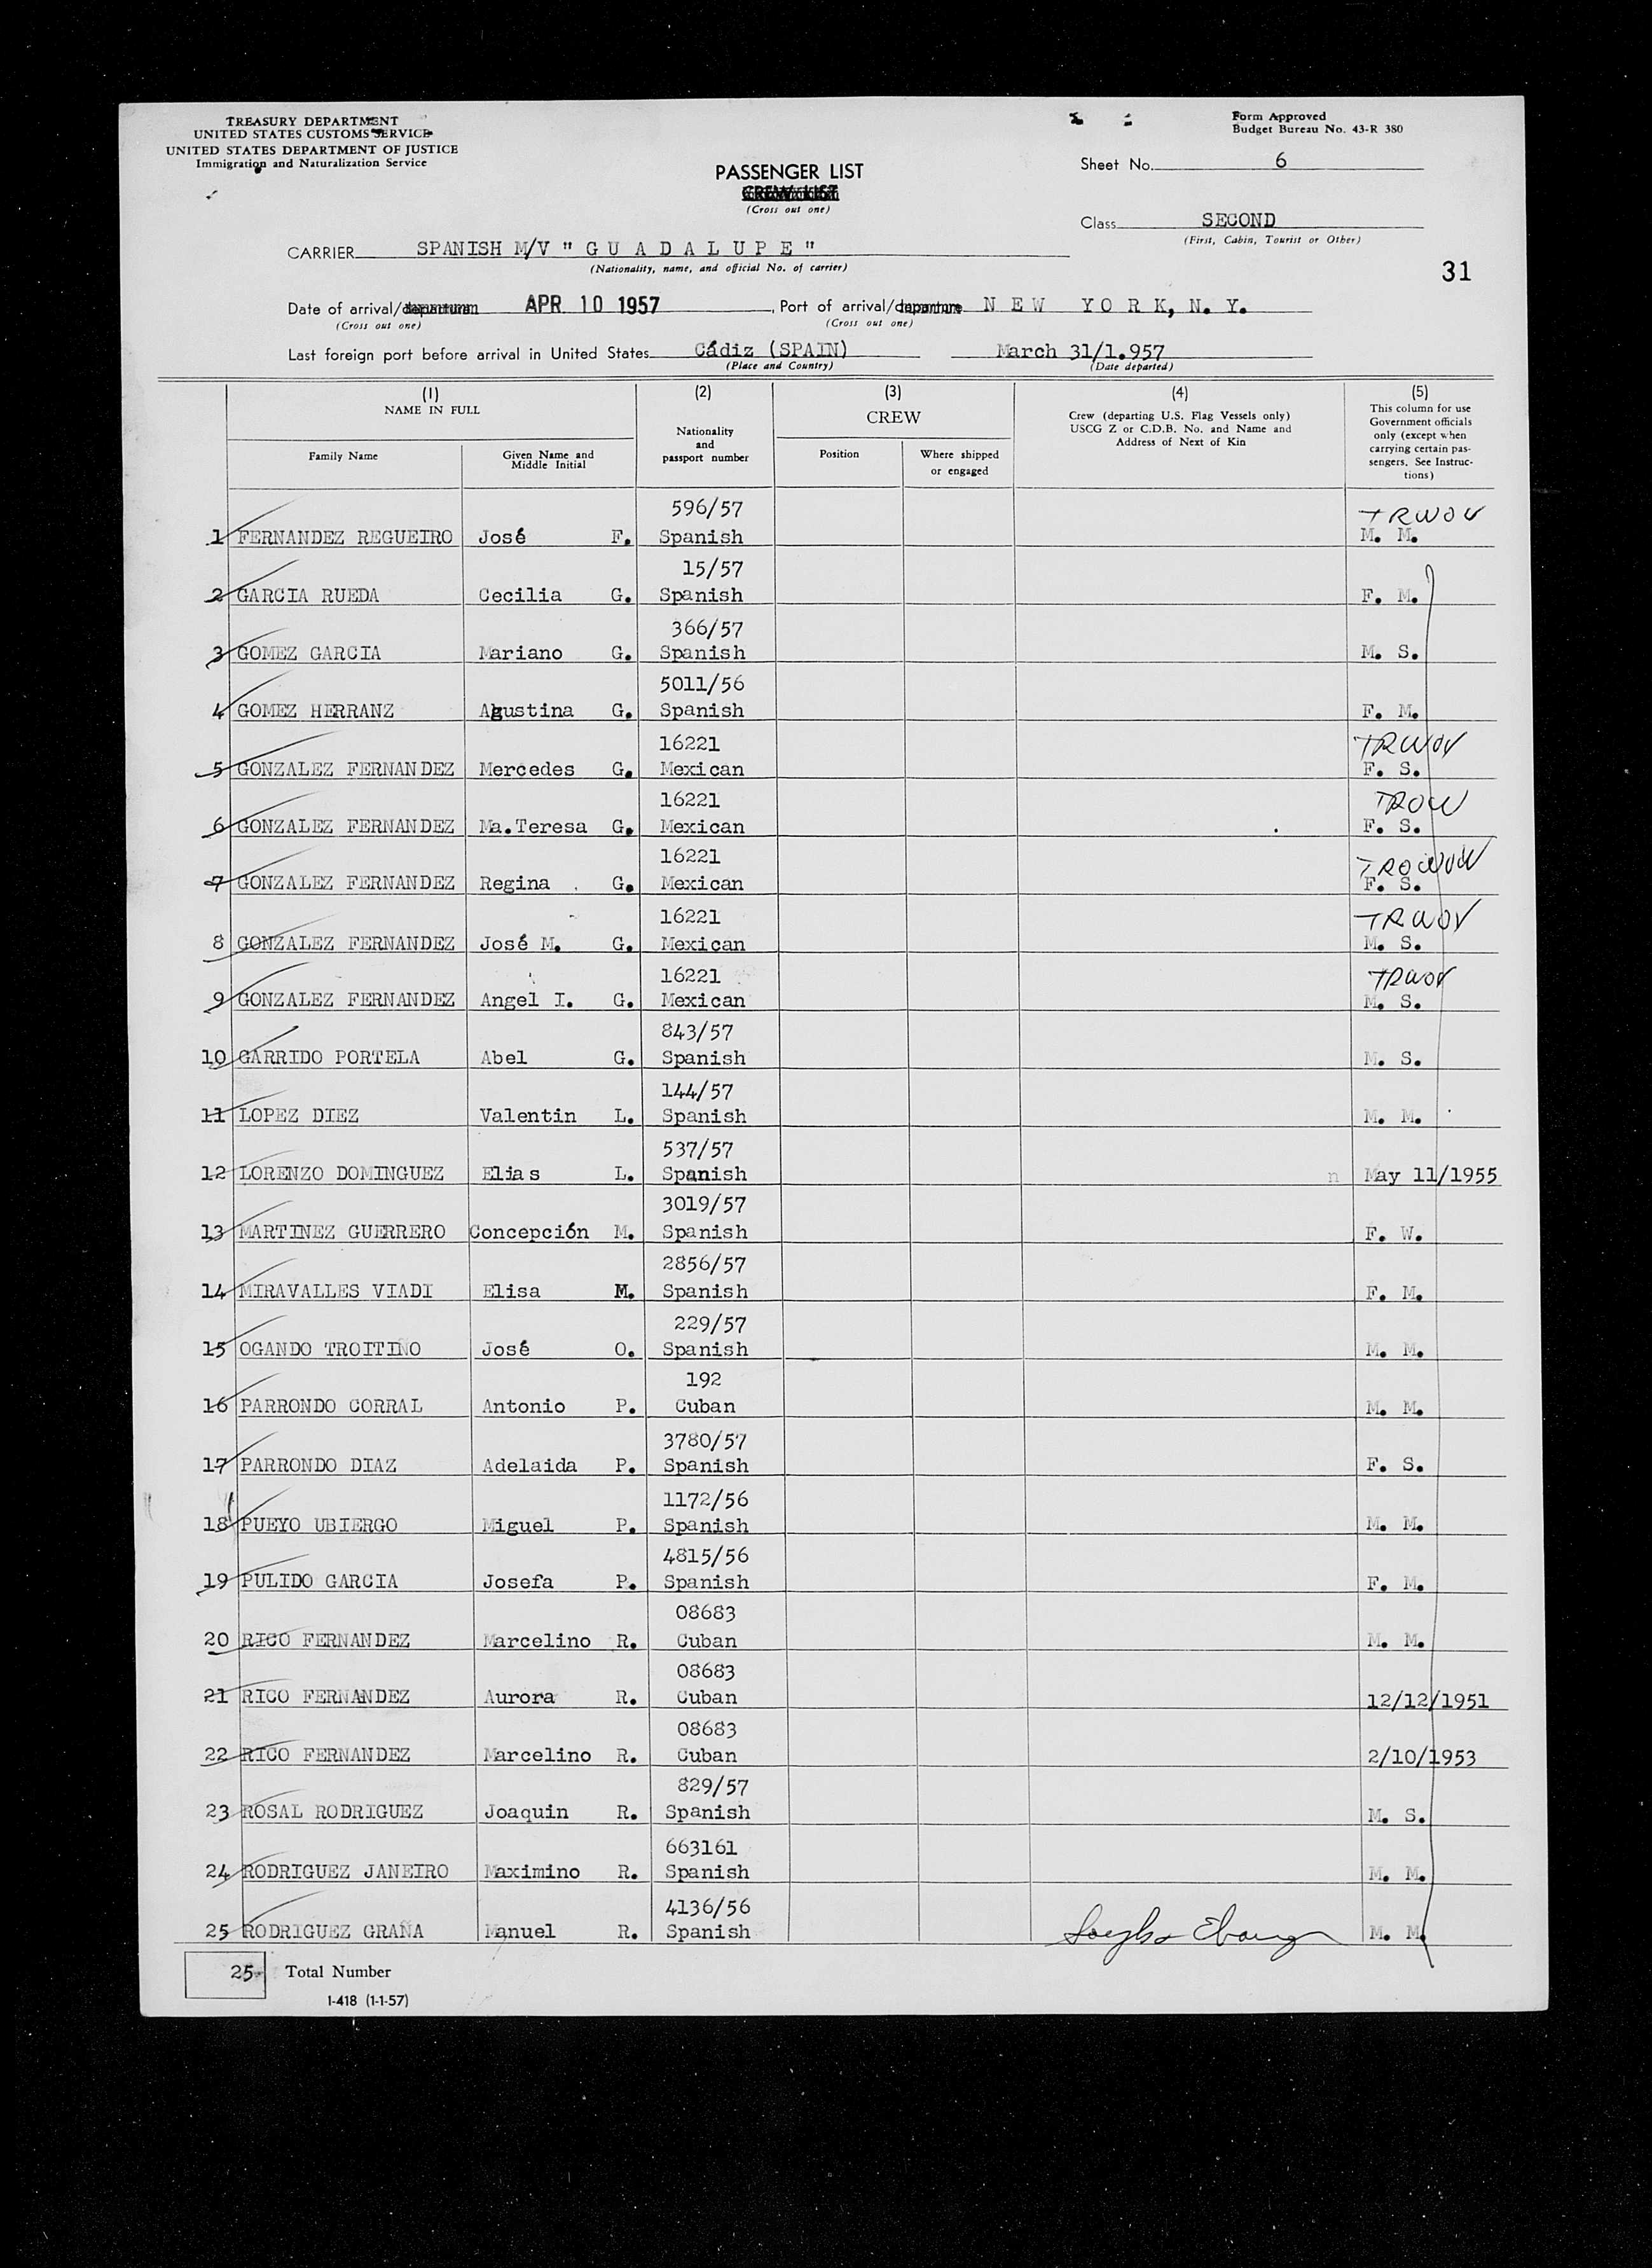 TREASURY DEPARTMENT
UNITED STATES CUSTOMS SERVICE
UNITED STATES DEPARTMENT OF JUSTICE
Immigration and Naturalization Service
Form Approved
Budget Bureau No. 43-R 380
PASSENGER LIST
CREW LIST
(Cross out one)
Sheet No. 6
Class SECOND
(First, Cabin, Tourist or Other)
CARRIER SPANISH M/V " G U A D A L U P E "
(Nationality, name, and official No. of carrier)
31
Date of arrival/departure APR 10 1957, Port of arrival/departure N E W Y O R K, N. Y.
(Cross out one) (Cross out one)
Last foreign port before arrival in United States Cádiz (SPAIN) March 31/1.957
(Place and Country) (Date departed)
(1) (2) (3) (4) (5)
NAME IN FULL
Family Name
Given Name and
Middle Initial
Nationality
and
passport number
CREW
Position
Where shipped
or engaged
Crew (departing U.S. Flag Vessels only)
USCG Z or C.D.B. No. and Name and
Address of Next of Kin
This column for use
Government officials
only (except when
carrying certain pas-
sengers. See Instruc-
tions)
596/57 TRWOV
1 FERNANDEZ REGUEIRO José F. Spanish M. M.
15/57
2 GARCIA RUEDA Cecilia G. Spanish F. M.
366/57
3 GOMEZ GARCIA Mariano G. Spanish M. S.
5011/56
4 GOMEZ HERRANZ Agustina G. Spanish F. M.
16221 TRWOV
5 GONZALEZ FERNANDEZ Mercedes G. Mexican F. S.
16221
6 GONZALEZ FERNANDEZ Ma.Teresa G. Mexican F. S.
16221
7 GONZALEZ FERNANDEZ Regina G. Mexican F. S.
16221 TRWOV
8 GONZALEZ FERNANDEZ José M. G. Mexican M. S.
16221 TRWOV
9 GONZALEZ FERNANDEZ Angel I. G. Mexican M. S.
843/57
10 GARRIDO PORTELA Abel G. Spanish M. S.
144/57
11 LOPEZ DIEZ Valentin L. Spanish M. M.
537/57
12 LORENZO DOMINGUEZ Elias L. Spanish n May 11/1955
3019/57
13 MARTINEZ GUERRERO Concepción M. Spanish F. W.
2856/57
14 MIRAVALLES VIADI Elisa M. Spanish F. M.
229/57
15 OGANDO TROITIÑO José O. Spanish M. M.
192
16 PARRONDO CORRAL Antonio P. Cuban M. M.
3780/57
17 PARRONDO DIAZ Adelaida P. Spanish F. S.
1172/56
18 PUEYO UBIERGO Miguel P. Spanish M. M.
4815/56
19 PULIDO GARCIA Josefa P. Spanish F. M.
08683
20 RICO FERNANDEZ Marcelino R. Cuban M. M.
08683
21 RICO FERNANDEZ Aurora R. Cuban 12/12/1951
08683
22 RICO FERNANDEZ Marcelino R. Cuban 2/10/1953
829/57
23 ROSAL RODRIGUEZ Joaquin R. Spanish M. S.
663161
24 RODRIGUEZ JANEIRO Maximino R. Spanish M. M.
4136/56
25 RODRIGUEZ GRAÑA Manuel R. Spanish M. M.
25- Total Number
I-418 (1-1-57)